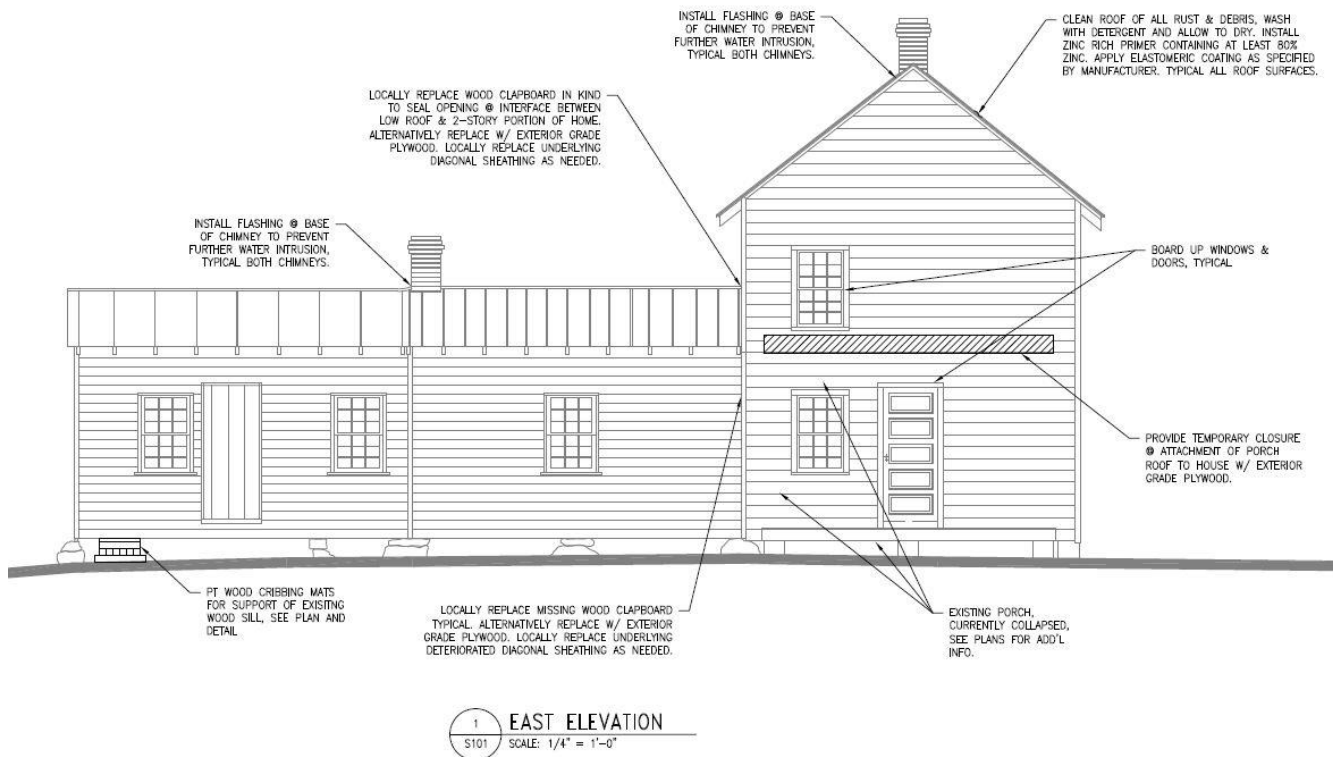 INSTALL FLASHING @ BASE
OF CHIMNEY TO PREVENT
FURTHER WATER INTRUSION,
TYPICAL BOTH CHIMNEYS.
CLEAN ROOF OF ALL RUST & DEBRIS, WASH
WITH DETERGENT AND ALLOW TO DRY. INSTALL
ZINC RICH PRIMER CONTAINING AT LEAST 80%
ZINC. APPLY ELASTOMERIC COATING AS SPECIFIED
BY MANUFACTURER. TYPICAL ALL ROOF SURFACES.
LOCALLY REPLACE WOOD CLAPBOARD IN KIND
TO SEAL OPENING @ INTERFACE BETWEEN
LOW ROOF & 2-STORY PORTION OF HOME.
ALTERNATIVELY REPLACE W/ EXTERIOR GRADE
PLYWOOD. LOCALLY REPLACE UNDERLYING
DIAGONAL SHEATHING AS NEEDED.
INSTALL FLASHING @ BASE
OF CHIMNEY TO PREVENT
FURTHER WATER INTRUSION,
TYPICAL BOTH CHIMNEYS.
BOARD UP WINDOWS &
DOORS, TYPICAL
PROVIDE TEMPORARY CLOSURE
@ ATTACHMENT OF PORCH
ROOF TO HOUSE W/ EXTERIOR
GRADE PLYWOOD.
PT WOOD CRIBBING MATS
FOR SUPPORT OF EXISITNG
WOOD SILL, SEE PLAN AND
DETAIL
LOCALLY REPLACE MISSING WOOD CLAPBOARD
TYPICAL. ALTERNATIVELY REPLACE W/ EXTERIOR
GRADE PLYWOOD. LOCALLY REPLACE UNDERLYING
DETERIORATED DIAGONAL SHEATHING AS NEEDED.
EXISTING PORCH,
CURRENTLY COLLAPSED,
SEE PLANS FOR ADD'L
INFO.
1
S101
EAST ELEVATION
SCALE: 1/4" = 1'-0"